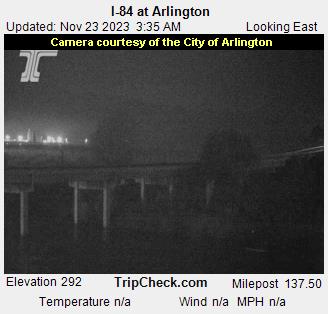 I-84 at Arlington
Updated: Nov 23 2023 3:35 AM Looking East
Camera courtesy of the City of Arlington
Elevation 292 TripCheck.com Milepost 137.50
Temperature n/a Wind n/a MPH n/a